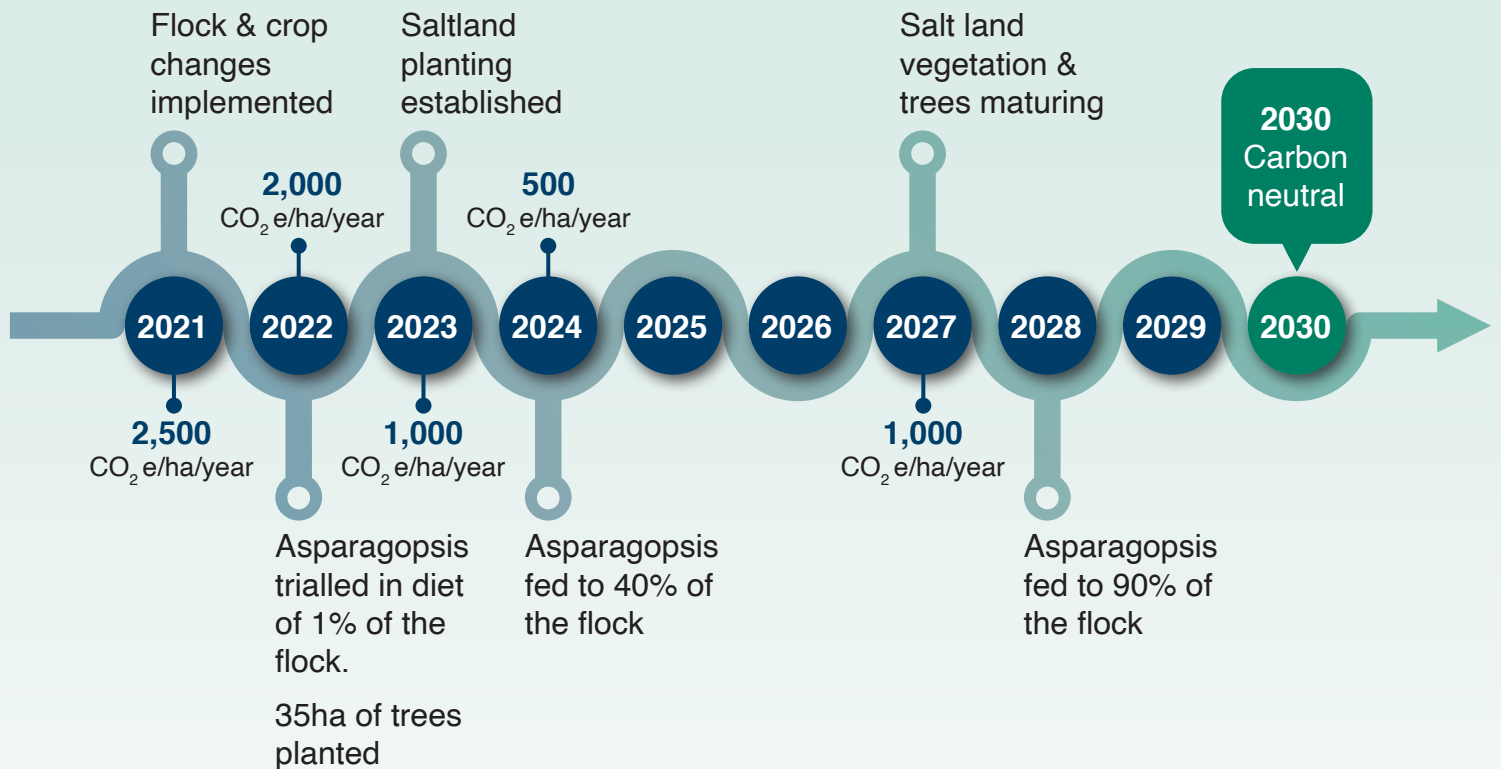 Flock & crop
changes
implemented
Saltland
planting
established
Salt land
vegetation &
trees maturing
2030
Carbon
neutral
2,000
CO₂ e/ha/year
500
CO₂ e/ha/year
2021
2022
2023
2024
2025
2026
2027
2028
2029
2030
2,500
CO₂ e/ha/year
1,000
CO₂ e/ha/year
1,000
CO₂ e/ha/year
Asparagopsis
trialled in diet
of 1% of the
flock.
35ha of trees
planted
Asparagopsis
fed to 40% of
the flock
Asparagopsis
fed to 90% of
the flock